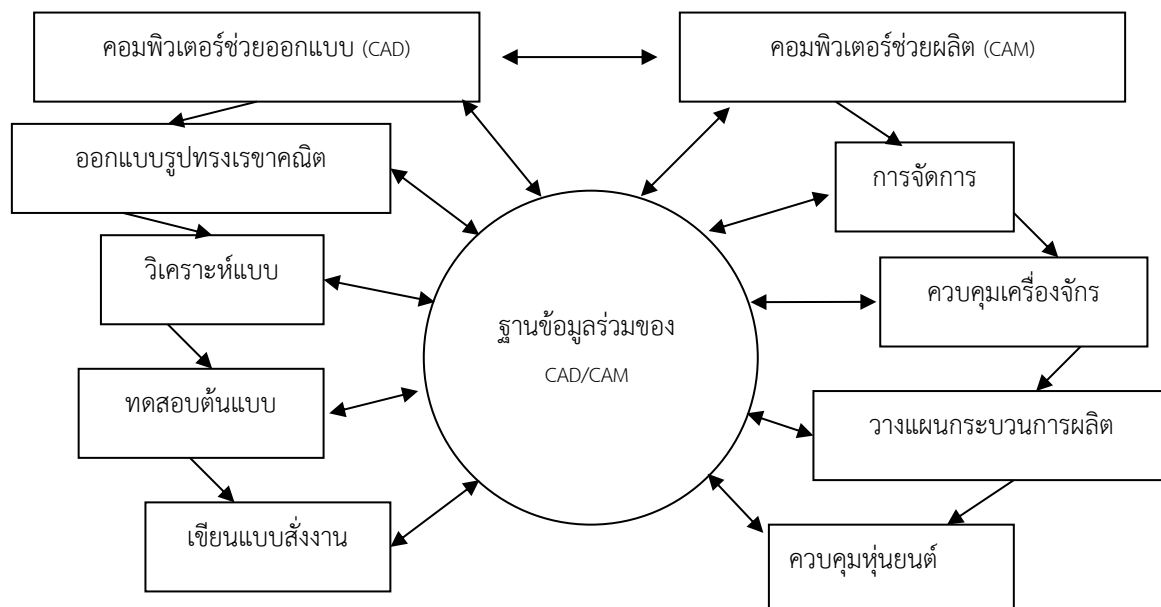 คอมพิวเตอร์ช่วยออกแบบ (CAD)
คอมพิวเตอร์ช่วยผลิต (CAM)
ออกแบบรูปทรงเรขาคณิต
การจัดการ
วิเคราะห์แบบ
ควบคุมเครื่องจักร
ฐานข้อมูลร่วมของ
CAD/CAM
ทดสอบต้นแบบ
วางแผนกระบวนการผลิต
เขียนแบบสั่งงาน
ควบคุมหุ่นยนต์